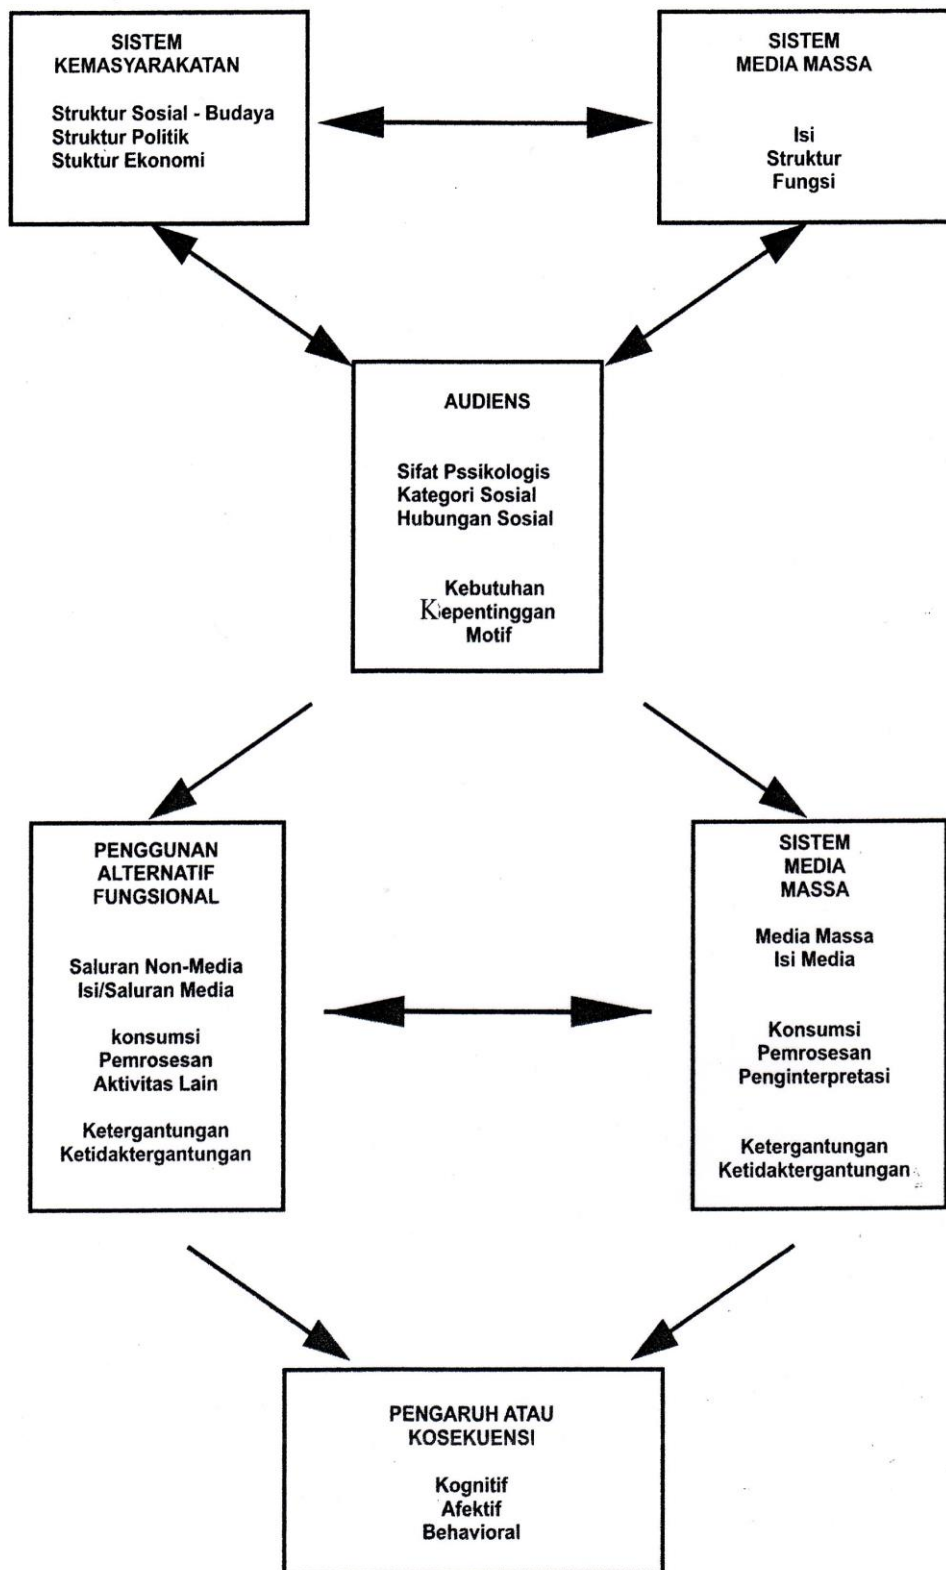 SISTEM
KEMASYARAKATAN
Struktur Sosial - Budaya
Struktur Politik
Stuktur Ekonomi
SISTEM
MEDIA MASSA
Isi
Struktur
Fungsi
AUDIENS
Sifat Pssikologis
Kategori Sosial
Hubungan Sosial
Kebutuhan
Kepentinggan
Motif
PENGGUNAN
ALTERNATIF
FUNGSIONAL
Saluran Non-Media
Isi/Saluran Media
konsumsi
Pemrosesan
Aktivitas Lain
Ketergantungan
Ketidaktergantungan
SISTEM
MEDIA
MASSA
Media Massa
Isi Media
Konsumsi
Pemrosesan
Penginterpretasi
Ketergantungan
Ketidaktergantungan
PENGARUH ATAU
KOSEKUENSI
Kognitif
Afektif
Behavioral